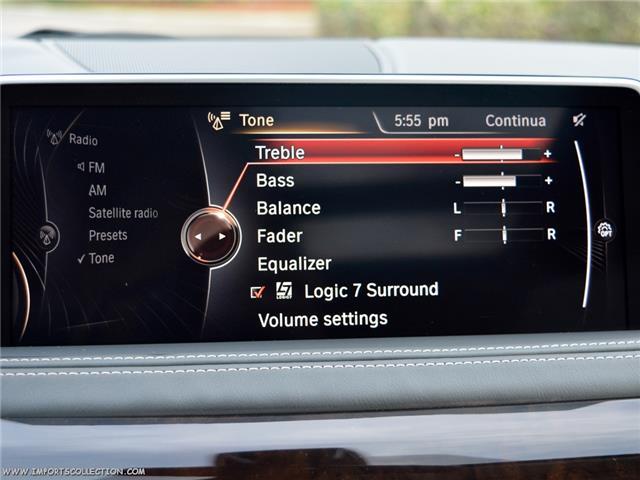 Tone 5:55 pm Continua
Radio
FM
AM
Satellite radio
Presets
Tone
Treble - +
Bass - +
Balance L R
Fader F R
Equalizer
Logic 7 Surround
Volume settings
OPT
WWW.IMPORTSCOLLECTION.COM